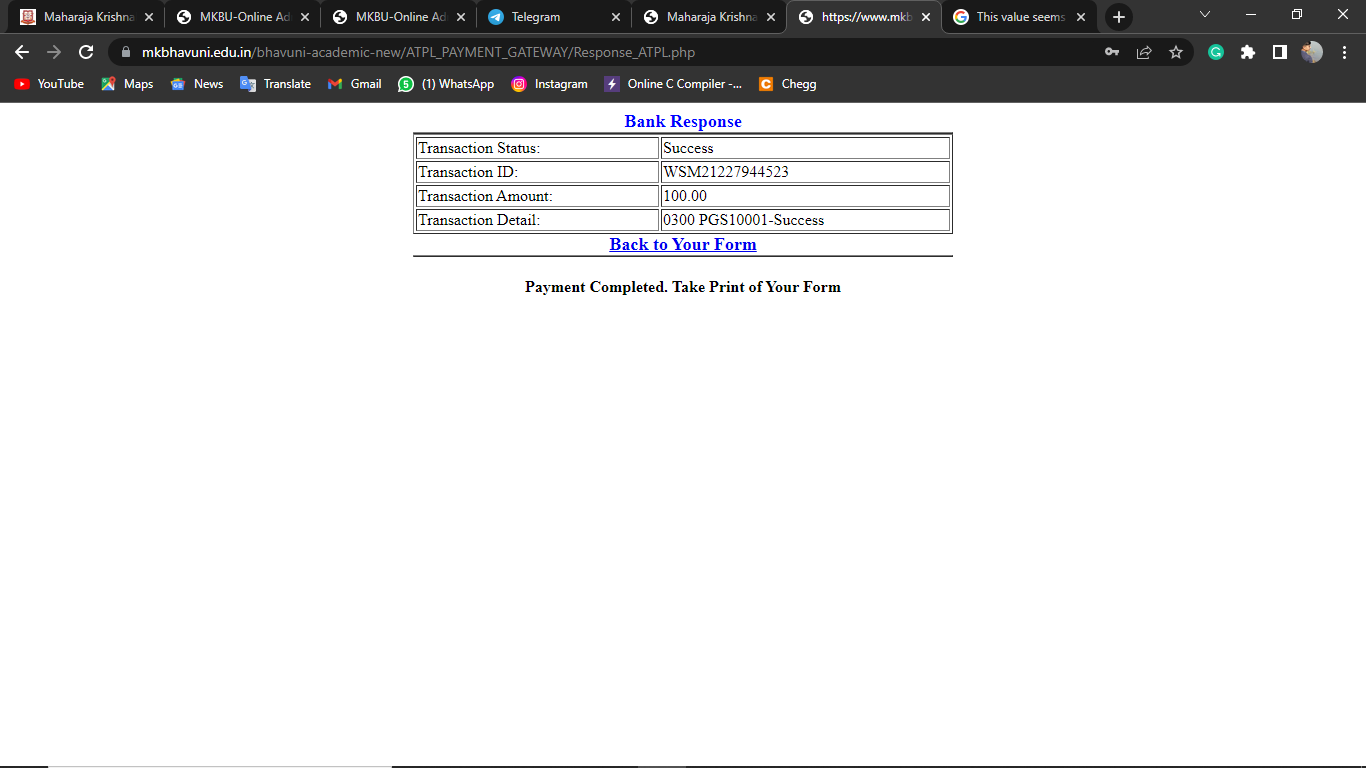 Maharaja Krishna
MKBU-Online Ad
MKBU-Online Ad
Telegram
Maharaja Krishna
https://www.mkb
This value seems
mkbhavuni.edu.in/bhavuni-academic-new/ATPL_PAYMENT_GATEWAY/Response_ATPL.php
YouTube Maps News Translate Gmail (1) WhatsApp Instagram Online C Compiler -... Chegg
Bank Response
Transaction Status: Success
Transaction ID: WSM21227944523
Transaction Amount: 100.00
Transaction Detail: 0300 PGS10001-Success
Back to Your Form
Payment Completed. Take Print of Your Form